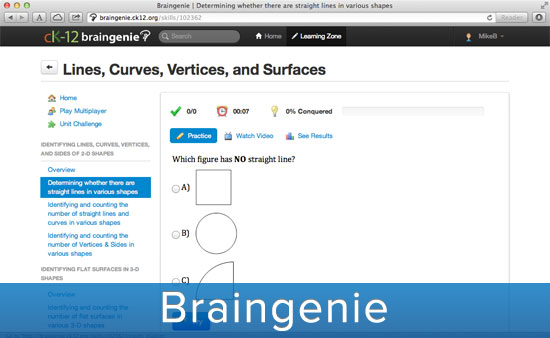 Braingenie | Determining whether there are straight lines in various shapes
braingenie.ck12.org/skills/102362
Reader
cK-12 braingenie
Search
Home
Learning Zone
MikeB
Lines, Curves, Vertices, and Surfaces
Home
Play Multiplayer
Unit Challenge
IDENTIFYING LINES, CURVES, VERTICES,
AND SIDES OF 2-D SHAPES
Overview
Determining whether there are
straight lines in various shapes
Identifying and counting the
number of straight lines and
curves in various shapes
Identifying and counting the
number of Vertices & Sides in
various shapes
IDENTIFYING FLAT SURFACES IN 3-D
SHAPES
Overview
Identifying and counting the
number of flat surfaces in
various 3-D shapes
0/0
00:07
0% Conquered
Practice
Watch Video
See Results
Which figure has NO straight line?
A)
B)
C)
Braingenie